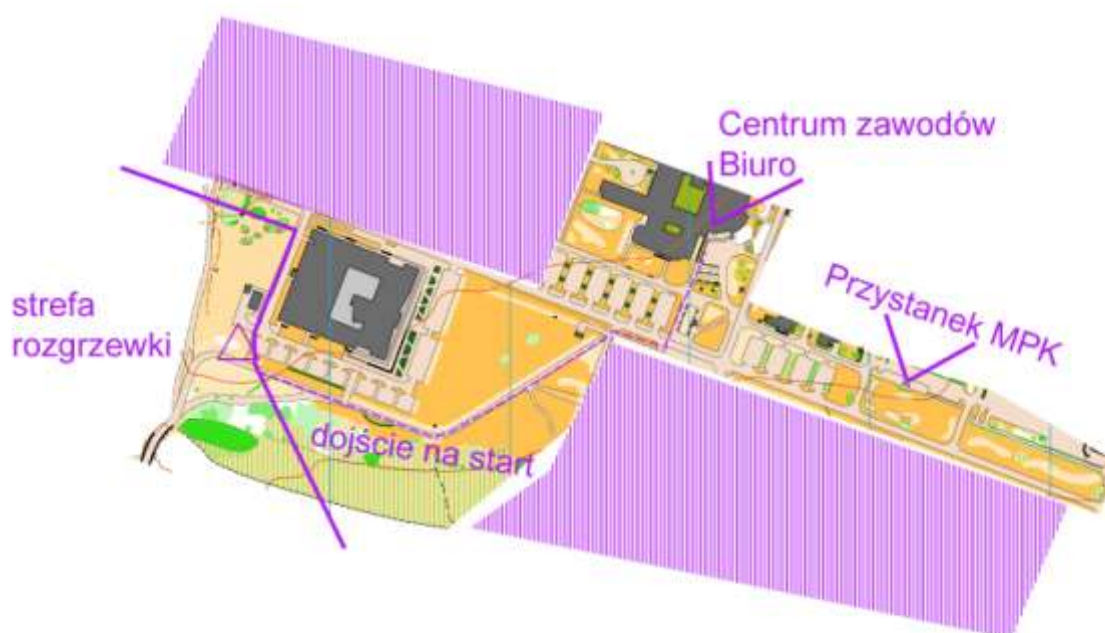 Centrum zawodów
Biuro
Przystanek MPK
strefa
rozgrzewki
dojście na start